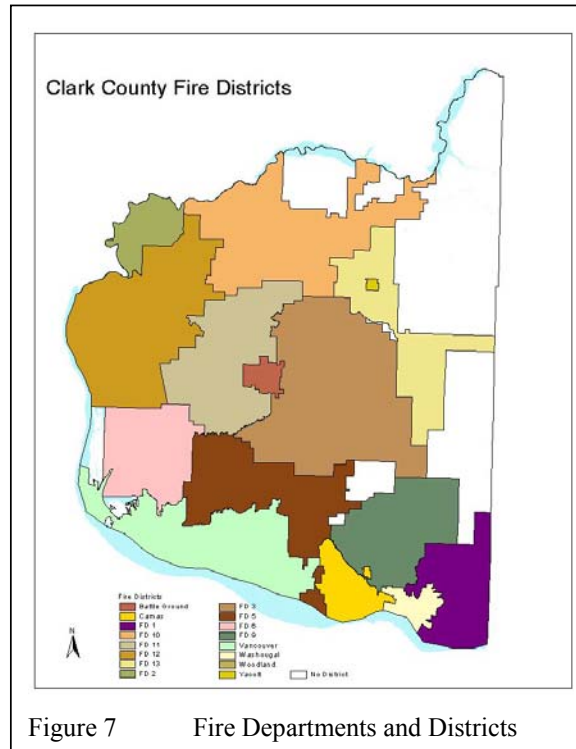 Clark County Fire Districts
Fire Districts
Battle Ground
Camas
FD 1
FD 10
FD 11
FD 12
FD 13
FD 2
FD 3
FD 5
FD 6
FD 9
Vancouver
Washougal
Woodland
Yacolt
No District
N
Figure 7 Fire Departments and Districts